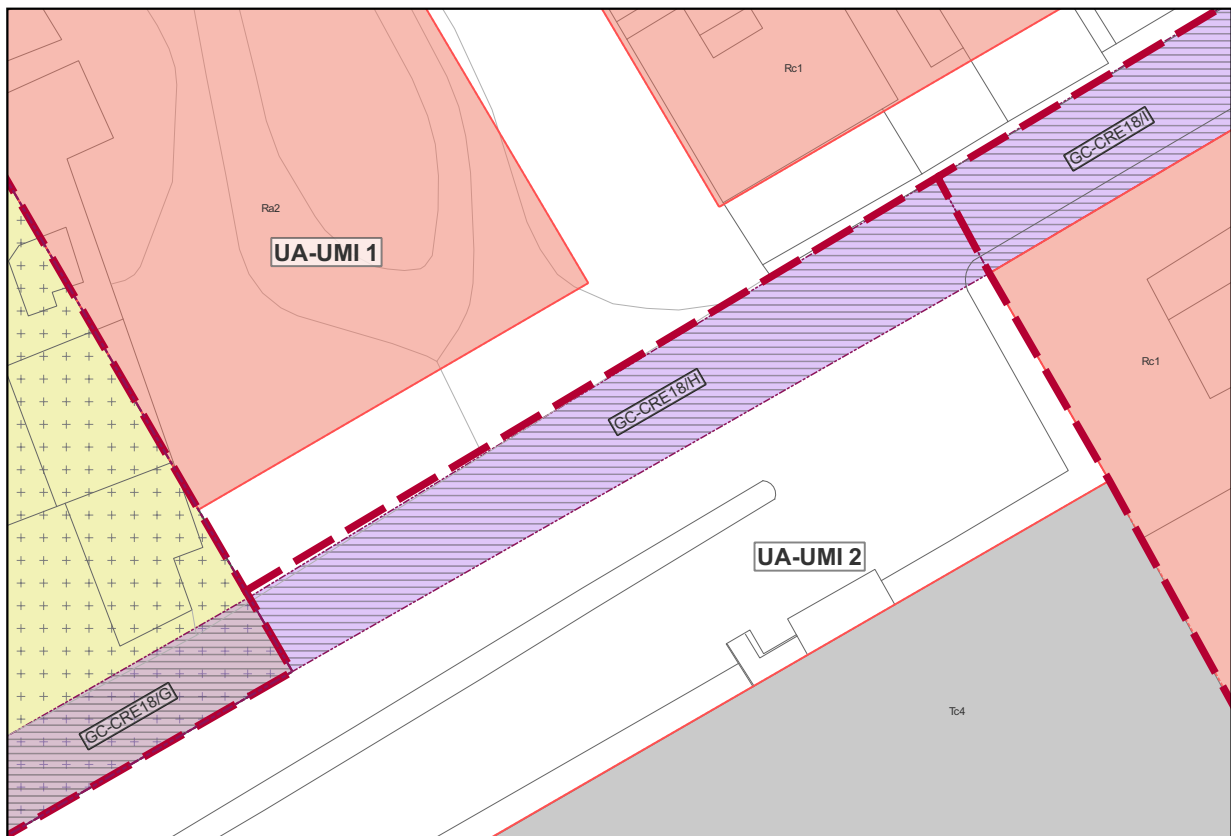 Rc1
GC-CRE18/I
Ra2
UA-UMI 1
Rc1
GC-CRE18/H
UA-UMI 2
GC-CRE18/G
Tc4